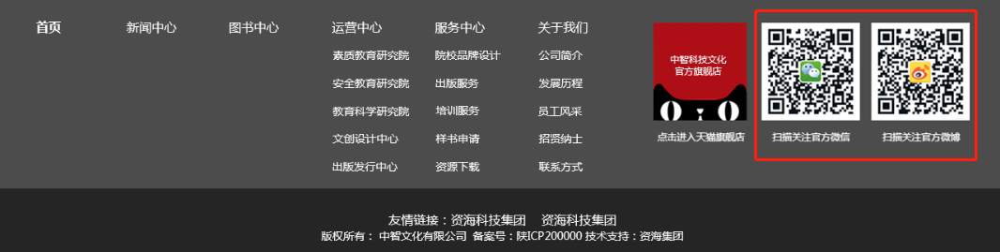 首页 新闻中心 图书中心 运营中心 服务中心 关于我们
素质教育研究院 院校品牌设计 公司简介
中智科技文化
官方旗舰店
安全教育研究院 出版服务 发展历程
教育科学研究院 培训服务 员工风采
文创设计中心 样书申请 招贤纳士
点击进入天猫旗舰店 扫描关注官方微信 扫描关注官方微博
出版发行中心 资源下载 联系方式
友情链接：资海科技集团 资海科技集团
版权所有： 中智文化有限公司 备案号：陕ICP200000 技术支持：资海集团